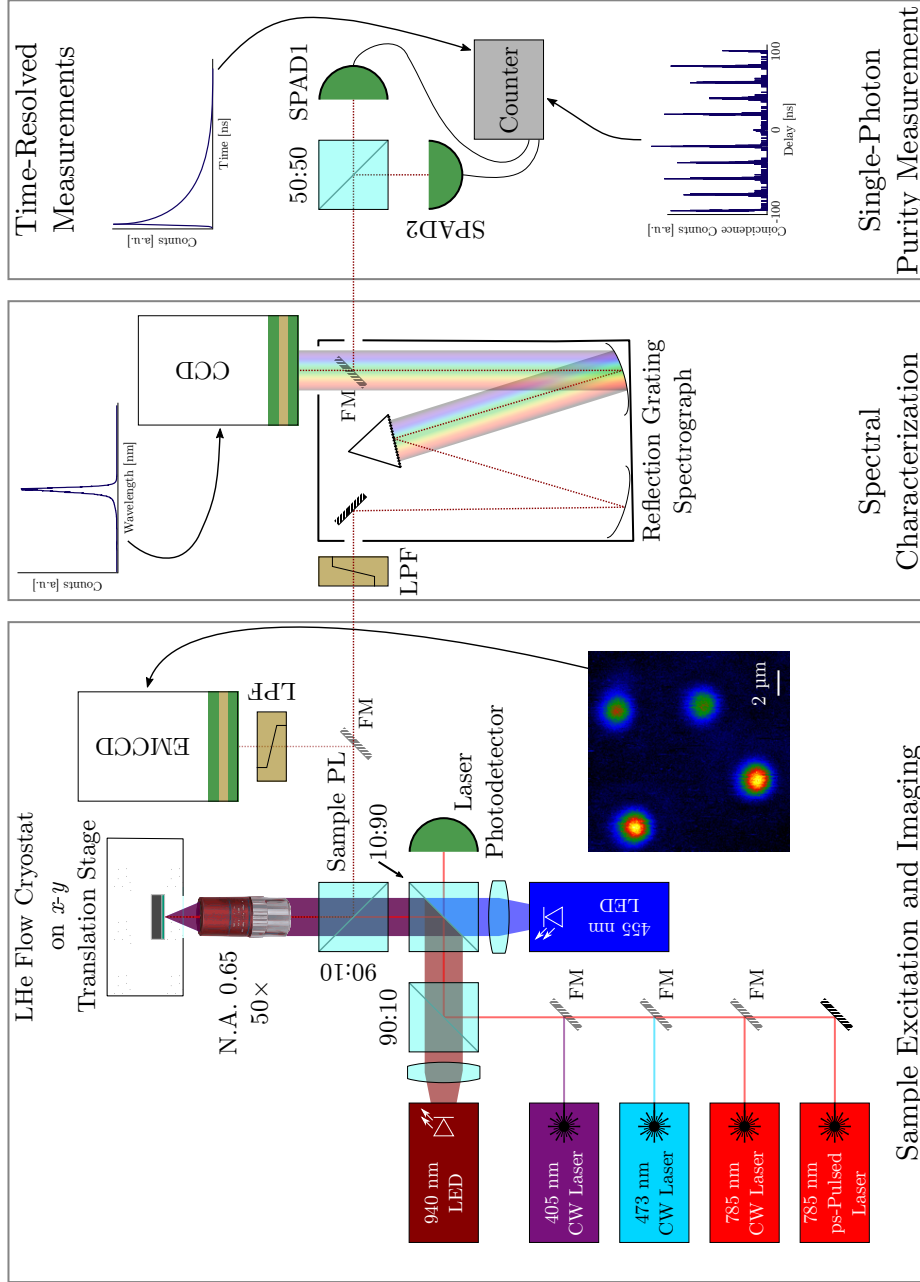 LHe Flow Cryostat
on x-y
Translation Stage
N.A. 0.65
50×
EMCCD
LPF
Sample PL
FM
90:10
10:90
90:10
Laser
Photodetector
940 nm
LED
455 nm
LED
405 nm
CW Laser
FM
473 nm
CW Laser
FM
785 nm
CW Laser
FM
785 nm
ps-Pulsed
Laser
2 µm
Sample Excitation and Imaging
Counts [a.u.]
Wavelength [nm]
CCD
FM
LPF
Reflection Grating
Spectrograph
Spectral
Characterization
Time-Resolved
Measurements
Counts [a.u.]
Time [ns]
50:50
SPAD1
SPAD2
Counter
Coincidence Counts [a.u.]
-100
0
100
Delay [ns]
Single-Photon
Purity Measurement